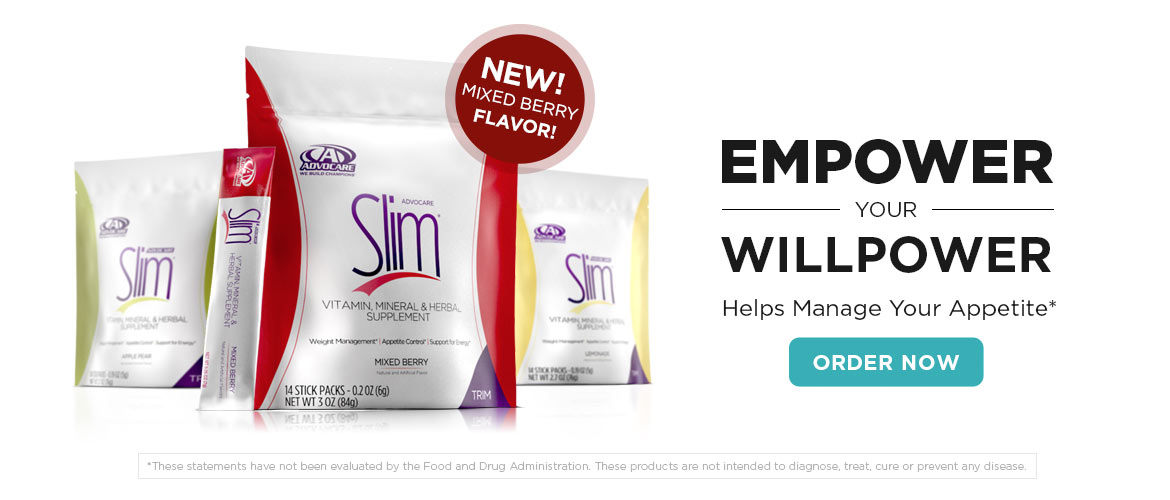 NEW!
MIXED BERRY
FLAVOR!
ADVOCARE
WE BUILD CHAMPIONS
ADVOCARE
Slim
VITAMIN, MINERAL & HERBAL
SUPPLEMENT
Weight Management* | Appetite Control* | Support for Energy*
MIXED BERRY
Natural and Artificial Flavor
14 STICK PACKS - 0.2 OZ (6g)
NET WT 3 OZ (84g)
TRIM
Slim
VITAMIN, MINERAL & HERBAL
SUPPLEMENT
APPLE PEAR
Slim
VITAMIN, MINERAL &
HERBAL SUPPLEMENT
MIXED BERRY
Slim
VITAMIN, MINERAL & HERBAL
SUPPLEMENT
LEMONADE
TRIM
EMPOWER
YOUR
WILLPOWER
Helps Manage Your Appetite*
ORDER NOW
*These statements have not been evaluated by the Food and Drug Administration. These products are not intended to diagnose, treat, cure or prevent any disease.